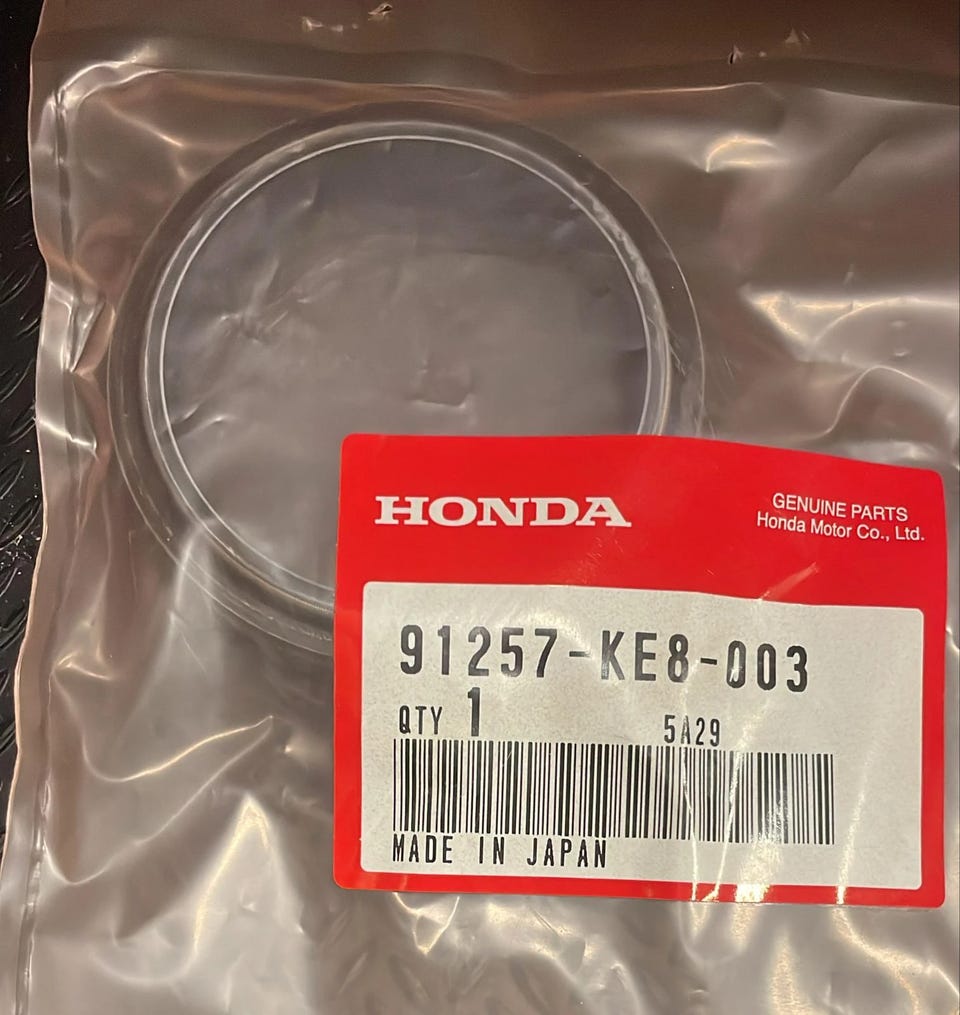 HONDA
GENUINE PARTS
Honda Motor Co., Ltd.
91257-KE8-003
QTY 1 5A29
MADE IN JAPAN